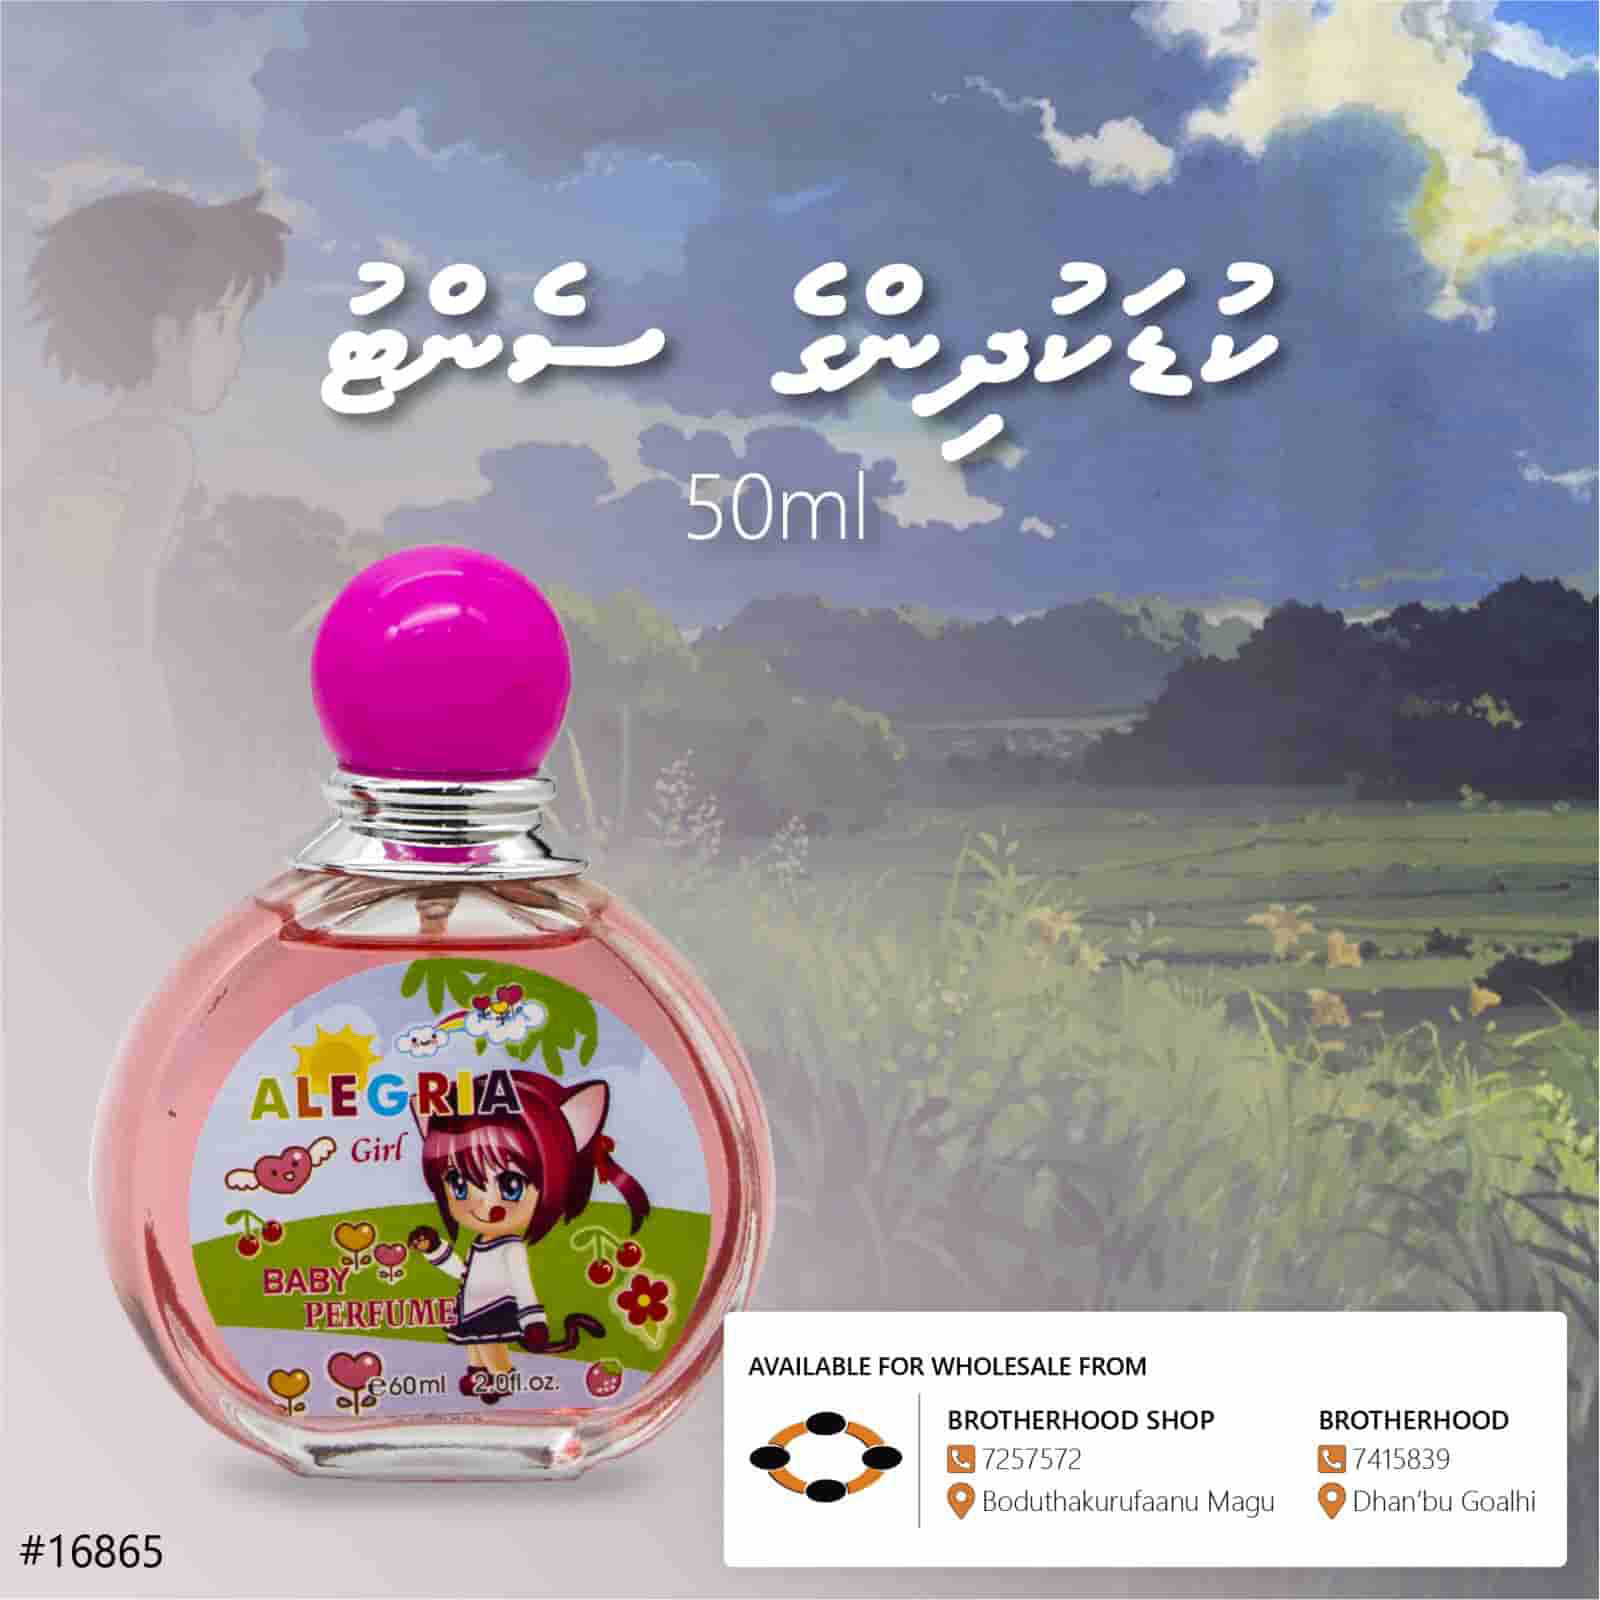 ކުޑަކުދިންގެ ސެންޓު
50ml
ALEGRIA
Girl
BABY
PERFUME
e60ml 2.0fl.oz.
AVAILABLE FOR WHOLESALE FROM
BROTHERHOOD SHOP
7257572
Boduthakurufaanu Magu
BROTHERHOOD
7415839
Dhan'bu Goalhi
#16865